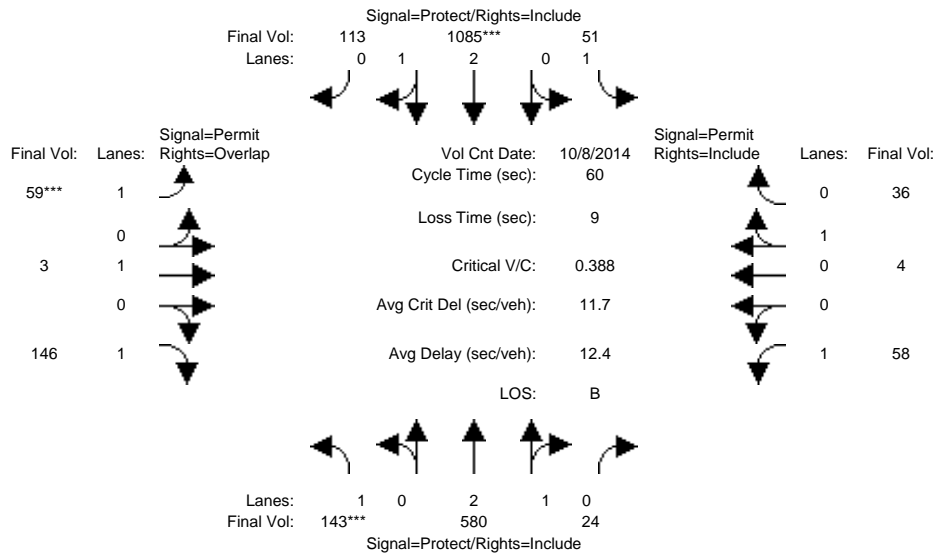 Signal=Protect/Rights=Include
Final Vol: 113 1085*** 51
Lanes: 0 1 2 0 1
Signal=Permit Signal=Permit
Final Vol: Lanes: Rights=Overlap Vol Cnt Date: 10/8/2014 Rights=Include Lanes: Final Vol:
Cycle Time (sec): 60
59*** 1 0 36
Loss Time (sec): 9
0 1
3 1 Critical V/C: 0.388 0 4
0 Avg Crit Del (sec/veh): 11.7 0
146 1 Avg Delay (sec/veh): 12.4 1 58
LOS: B
Lanes: 1 0 2 1 0
Final Vol: 143*** 580 24
Signal=Protect/Rights=Include